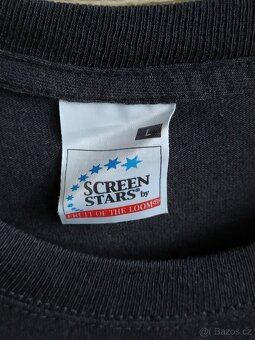 L
SCREEN
STARS® by
FRUIT OF THE LOOM®
Bazos.cz